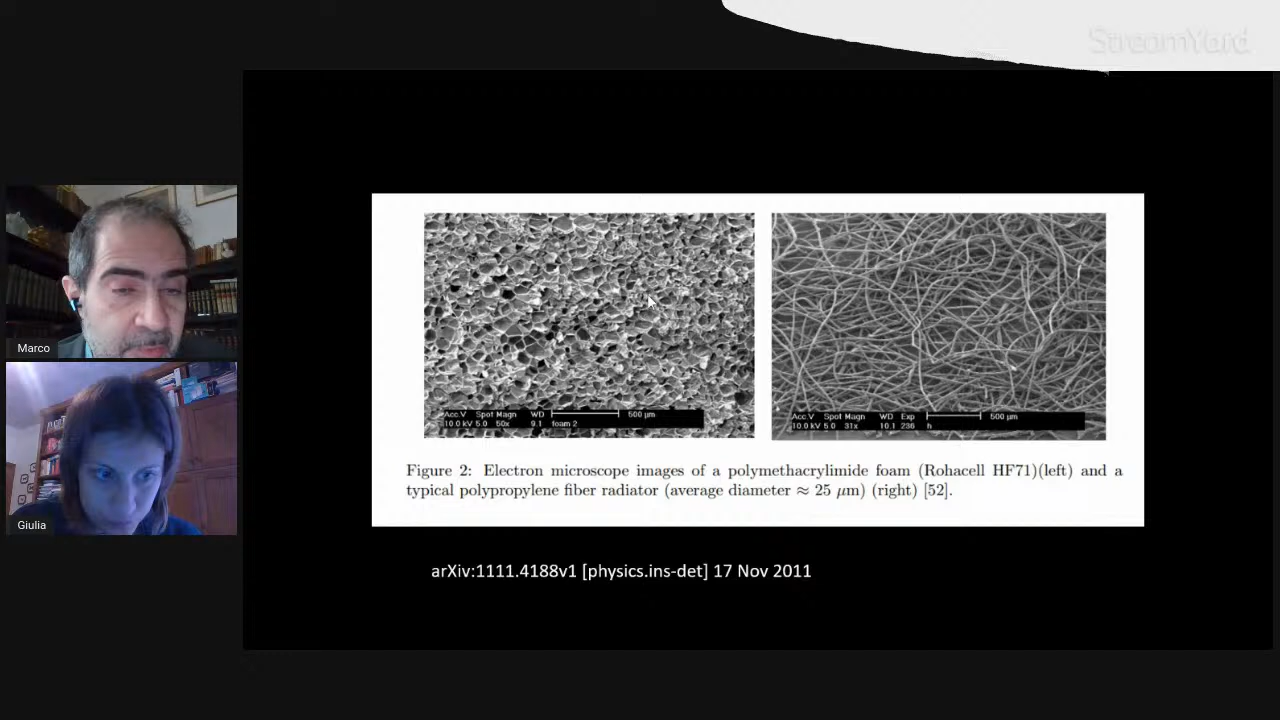 StreamYard
Marco
Giulia
Acc.V Spot Magn WD 500 µm
10.0 kV 5.0 50x 9.1 foam 2
Acc.V Spot Magn WD Exp 500 µm
10.0 kV 5.0 31x 10.1 236 h
Figure 2: Electron microscope images of a polymethacrylimide foam (Rohacell HF71)(left) and a
typical polypropylene fiber radiator (average diameter ≈ 25 µm) (right) [52].
arXiv:1111.4188v1 [physics.ins-det] 17 Nov 2011